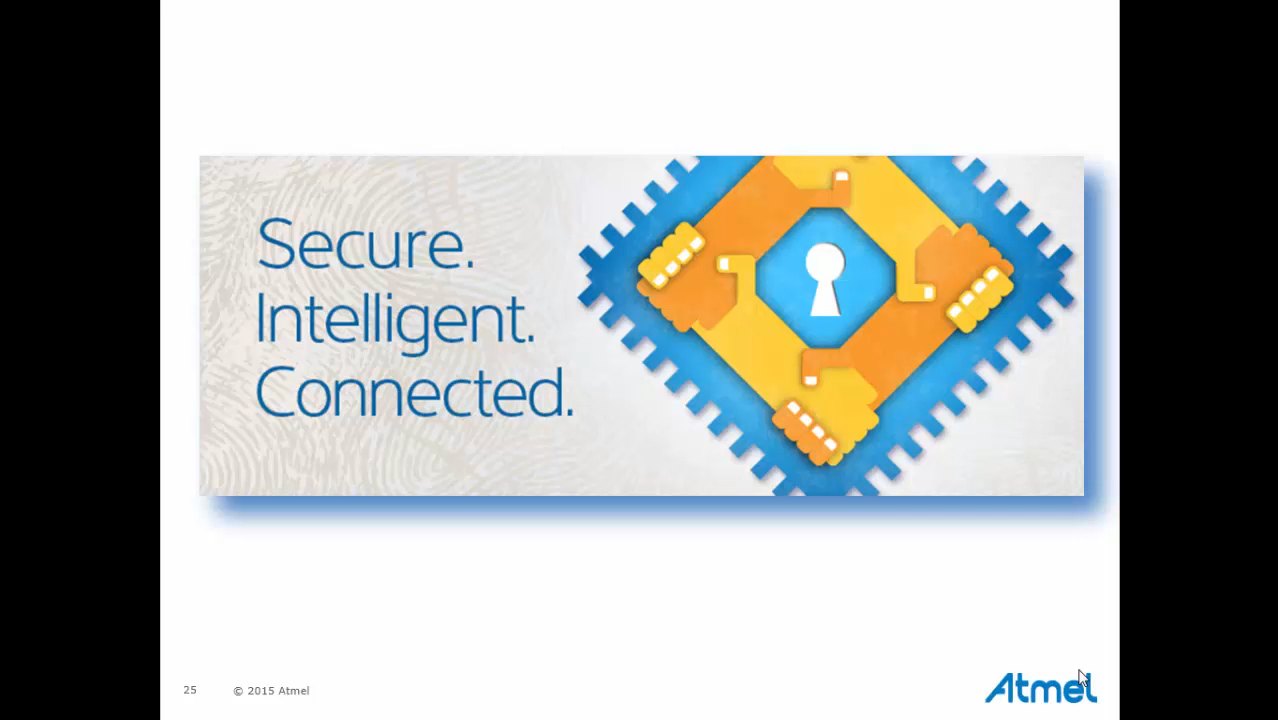 Secure.
Intelligent.
Connected.
25 © 2015 Atmel
Atmel